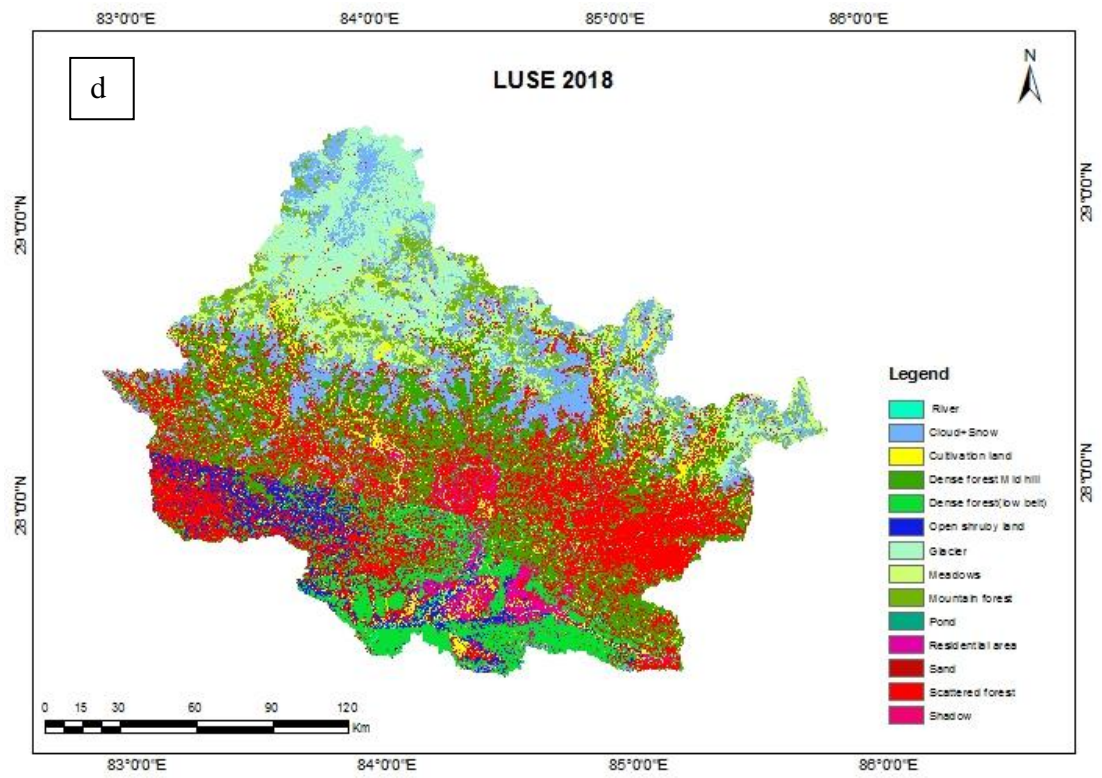 83°0'0"E 84°0'0"E 85°0'0"E 86°0'0"E
d
LUSE 2018
N
29°0'0"N
29°0'0"N
28°0'0"N
28°0'0"N
Legend
River
Cloud+Snow
Cultivation land
Dense forest Mid hill
Dense forest(low belt)
Open shruby land
Glacier
Meadows
Mountain forest
Pond
Residential area
Sand
Scattered forest
Shadow
0 15 30 60 90 120
Km
83°0'0"E 84°0'0"E 85°0'0"E 86°0'0"E